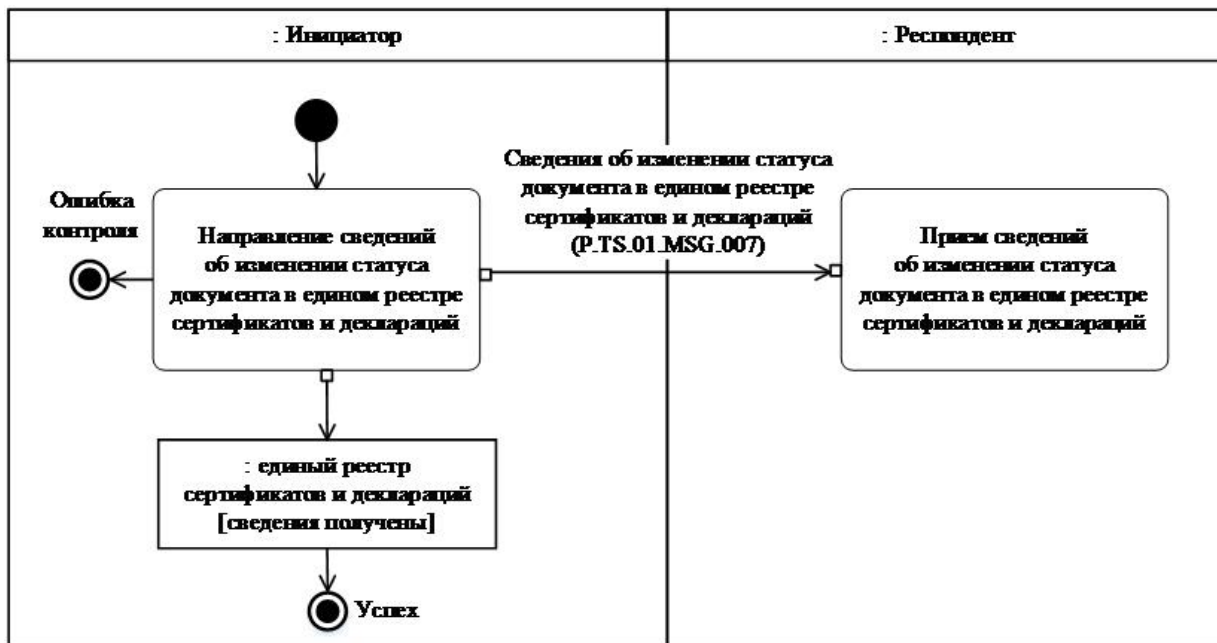 : Инициатор
: Респондент
Сведения об изменении статуса
документа в едином реестре
сертификатов и деклараций
(P.TS.01.MSG.007)
Ошибка
контроля
Направление сведений
об изменении статуса
документа в едином реестре
сертификатов и деклараций
Прием сведений
об изменении статуса
документа в едином реестре
сертификатов и деклараций
: единый реестр
сертификатов и деклараций
[сведения получены]
Успех